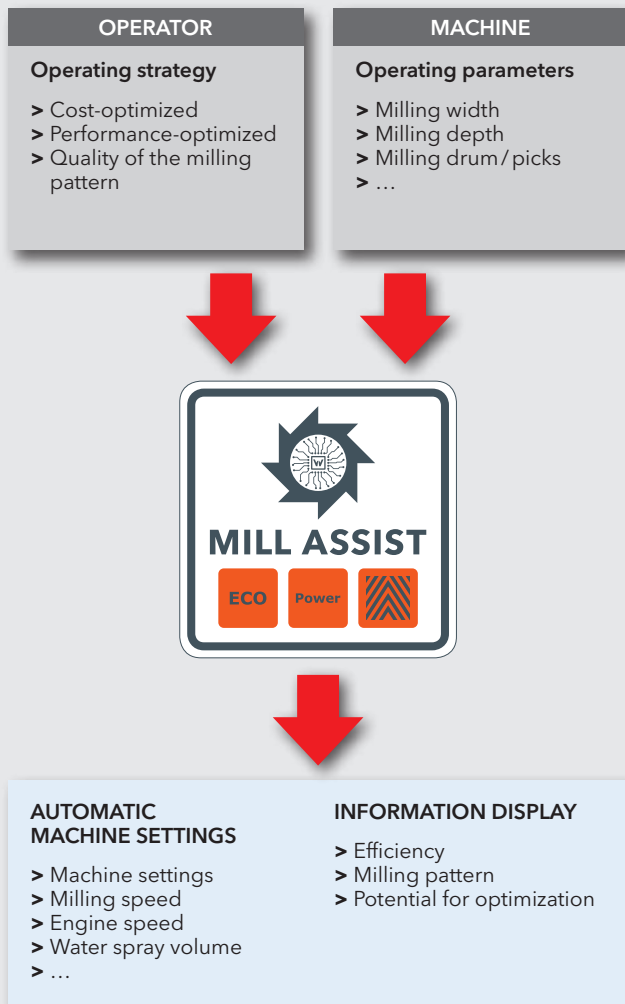 OPERATOR
Operating strategy
> Cost-optimized
> Performance-optimized
> Quality of the milling
pattern
MACHINE
Operating parameters
> Milling width
> Milling depth
> Milling drum / picks
> …
W
MILL ASSIST
ECO
Power
AUTOMATIC
MACHINE SETTINGS
> Machine settings
> Milling speed
> Engine speed
> Water spray volume
> …
INFORMATION DISPLAY
> Efficiency
> Milling pattern
> Potential for optimization